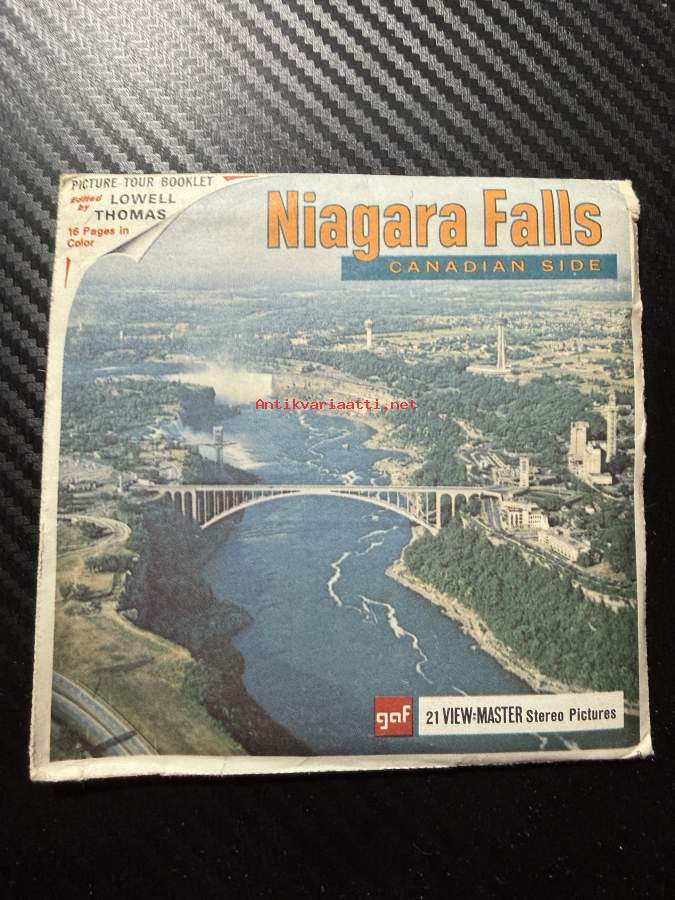 PICTURE TOUR BOOKLET
Edited by LOWELL THOMAS
16 Pages in
Color
Niagara Falls
CANADIAN SIDE
Antikvariaatti.net
gaf
21 VIEW-MASTER Stereo Pictures